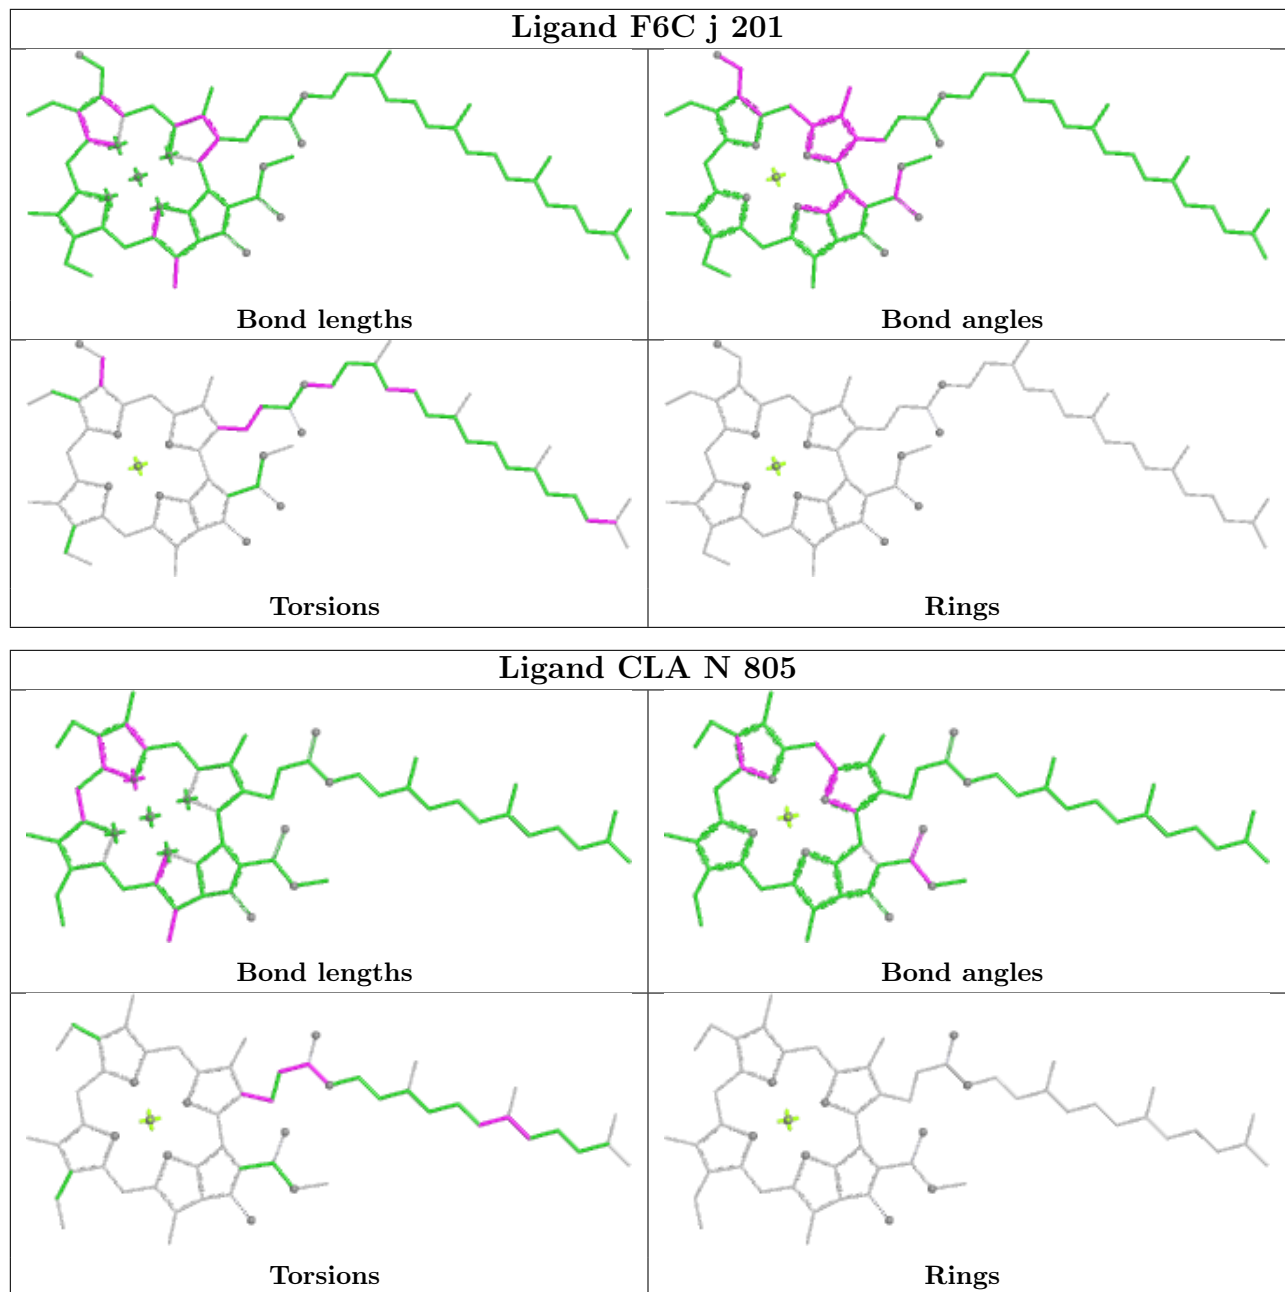 Ligand F6C j 201
Bond lengths
Bond angles
Torsions
Rings
Ligand CLA N 805
Bond lengths
Bond angles
Torsions
Rings